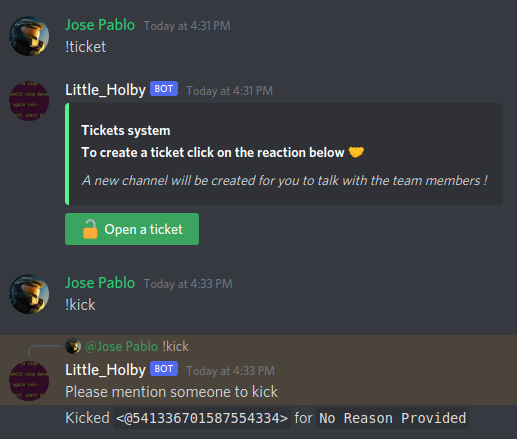 Jose Pablo Today at 4:31 PM
!ticket
Little_Holby BOT Today at 4:31 PM
Tickets system
To create a ticket click on the reaction below 🤝
A new channel will be created for you to talk with the team members !
🔓 Open a ticket
Jose Pablo Today at 4:33 PM
!kick
@Jose Pablo !kick
Little_Holby BOT Today at 4:33 PM
Please mention someone to kick
Kicked <@541336701587554334> for No Reason Provided